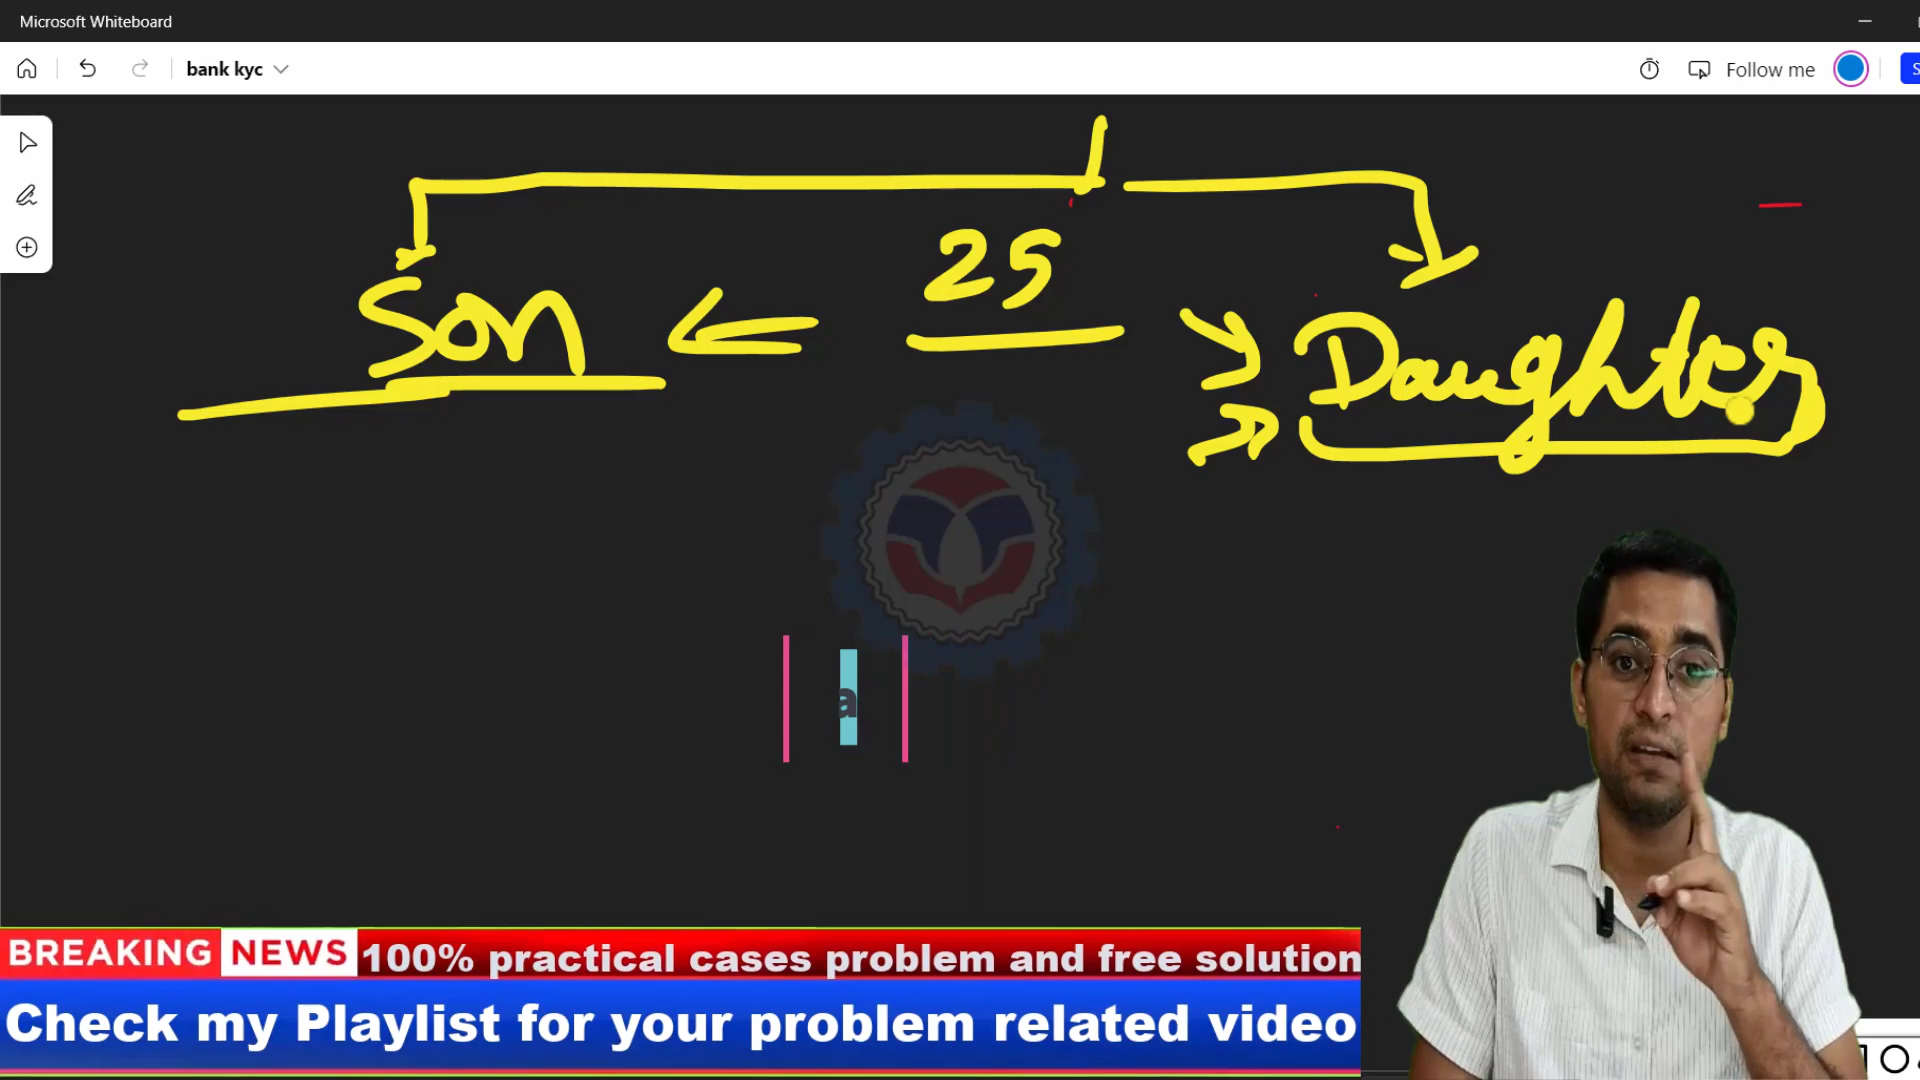 Microsoft Whiteboard
bank kyc
Follow me
25
Son
Daughter
a
BREAKING NEWS
100% practical cases problem and free solution
Check my Playlist for your problem related video